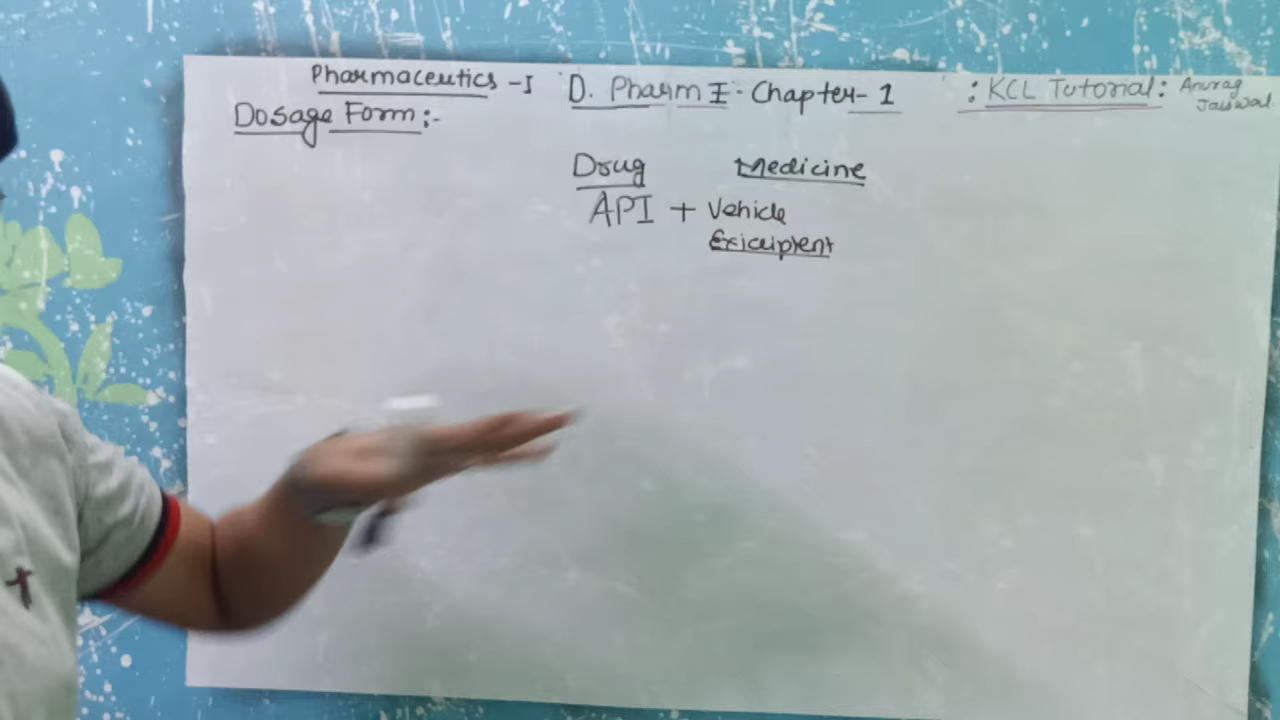 Pharmaceutics -I D. Pharm I - Chapter - 1 : KCL Tutorial : Anurag Jaiswal
Dosage Form :-
Drug Medicine
API + Vehicle
Exicipient